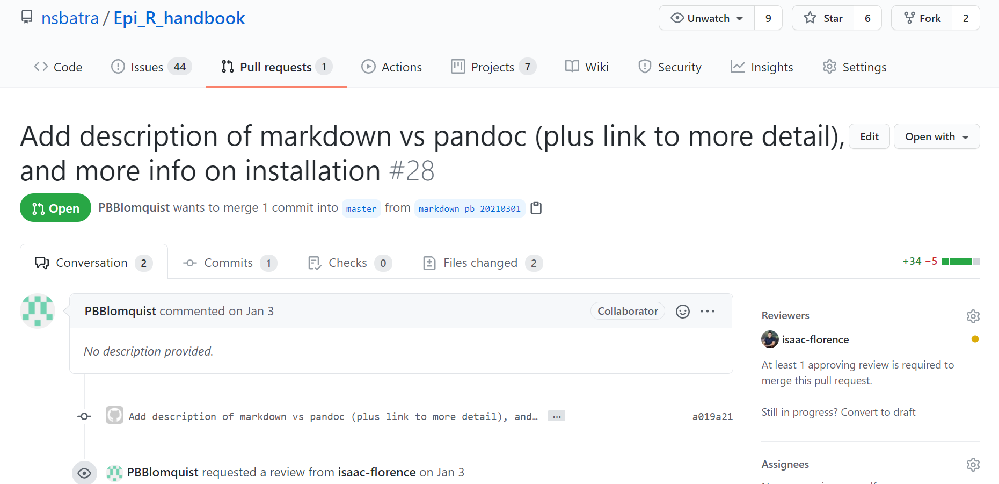 nsbatra / Epi_R_handbook
Unwatch 9 Star 6 Fork 2
Code Issues 44 Pull requests 1 Actions Projects 7 Wiki Security Insights Settings
Add description of markdown vs pandoc (plus link to more detail),
and more info on installation #28
Edit Open with
Open PBBlomquist wants to merge 1 commit into master from markdown_pb_20210301
Conversation 2 Commits 1 Checks 0 Files changed 2 +34 −5
PBBlomquist commented on Jan 3 Collaborator
No description provided.
Add description of markdown vs pandoc (plus link to more detail), and… … a019a21
PBBlomquist requested a review from isaac-florence on Jan 3
Reviewers
isaac-florence
At least 1 approving review is required to
merge this pull request.
Still in progress? Convert to draft
Assignees